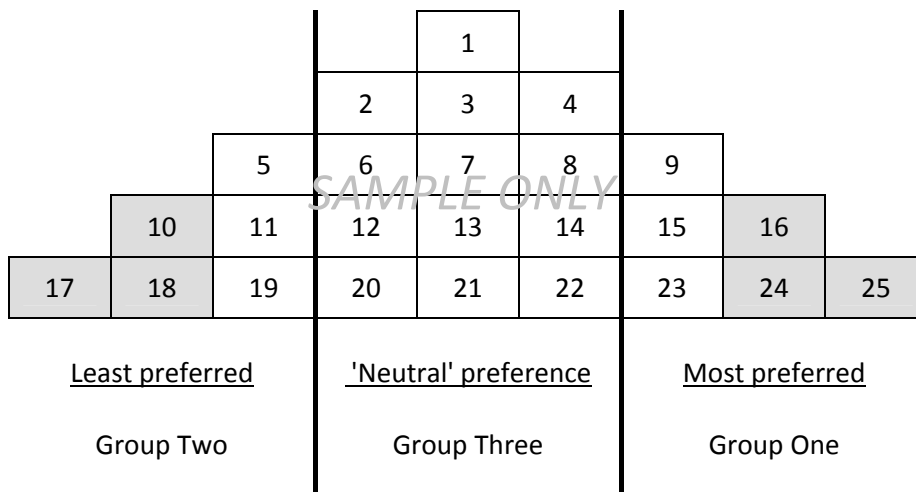 1
2 3 4
5 6 7 8 9
SAMPLE ONLY
10 11 12 13 14 15 16
17 18 19 20 21 22 23 24 25
Least preferred 'Neutral' preference Most preferred
Group Two Group Three Group One